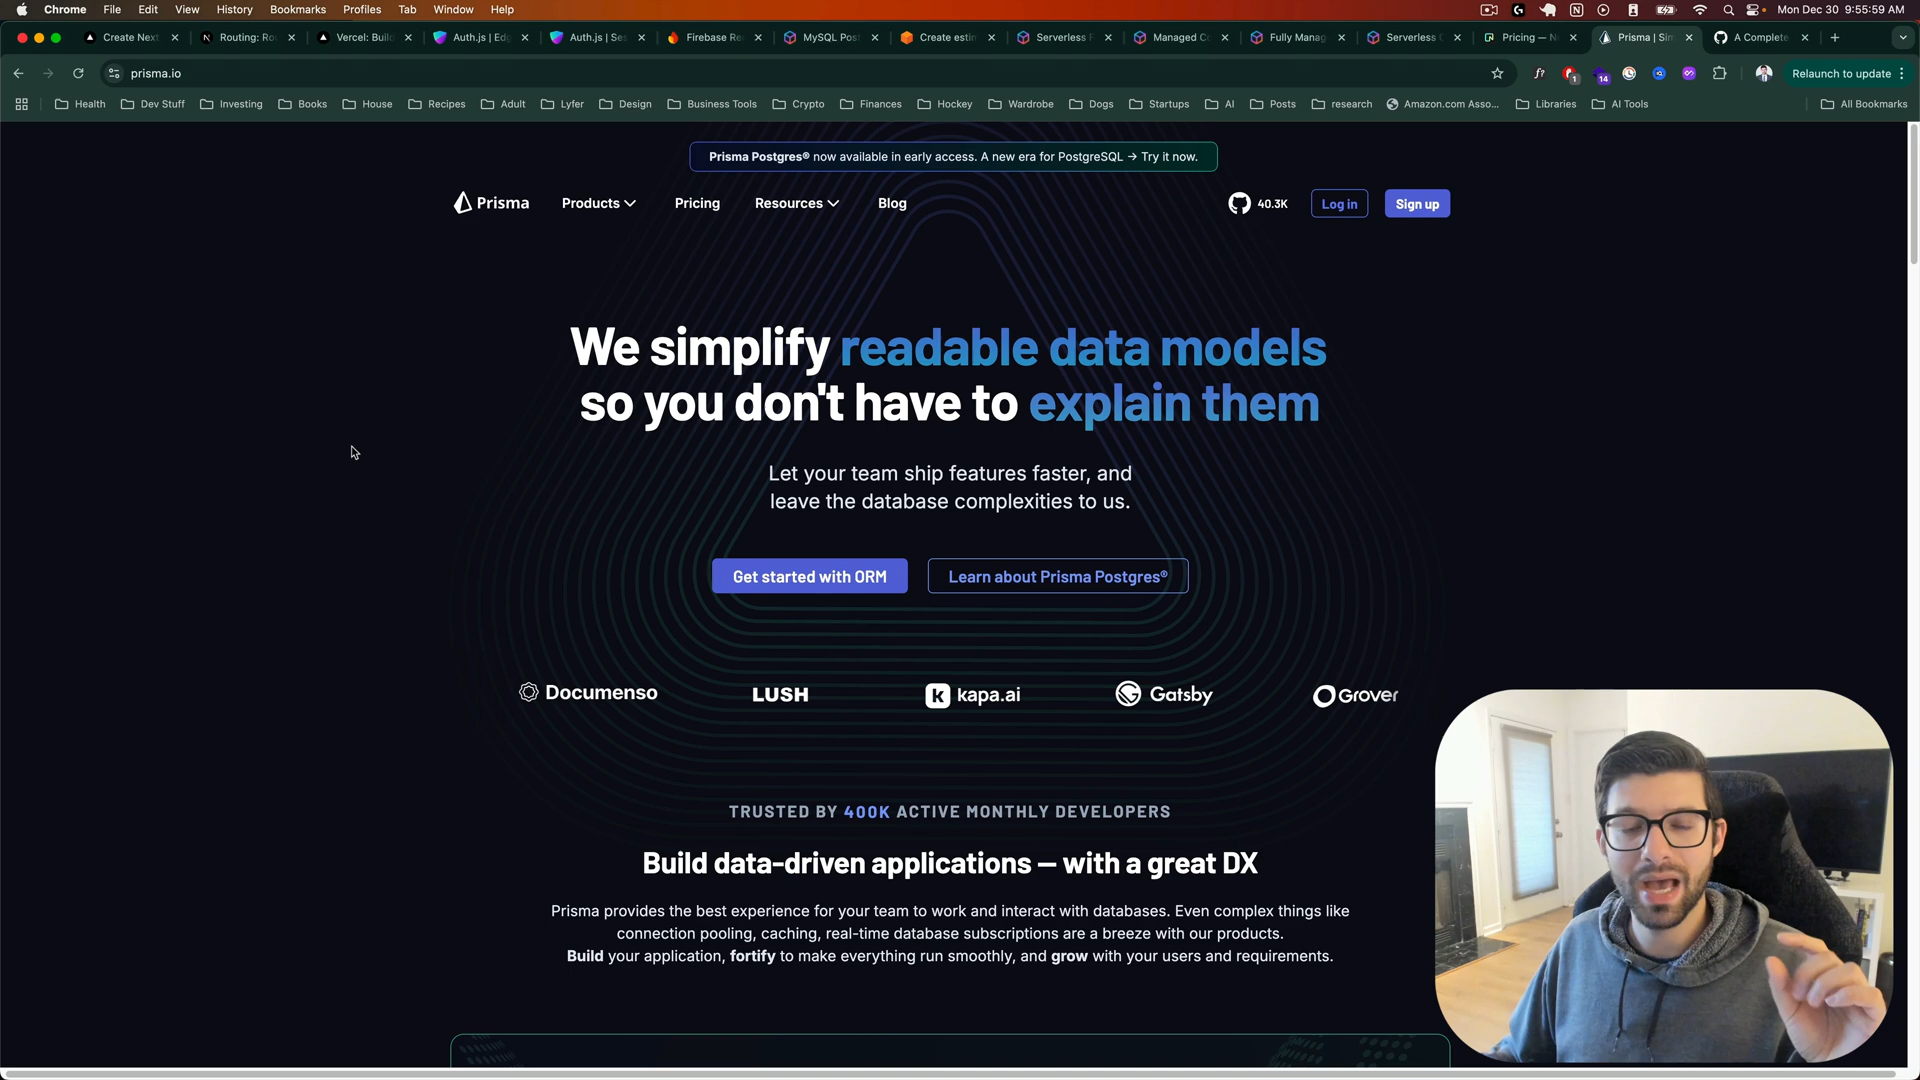 Chrome File Edit View History Bookmarks Profiles Tab Window Help Mon Dec 30 9:55:59 AM
Create Next Routing: Ro Vercel: Build Auth.js | Ed Auth.js | Ses Firebase Re MySQL Pos Create esti Serverless F Managed C Fully Manag Serverless Pricing — N Prisma | Sim A Complete
prisma.io 1 14 Relaunch to update
Health Dev Stuff Investing Books House Recipes Adult Lyfer Design Business Tools Crypto Finances Hockey Wardrobe Dogs Startups AI Posts research Amazon.com Asso... Libraries AI Tools All Bookmarks
Prisma Postgres® now available in early access. A new era for PostgreSQL → Try it now.
Prisma Products Pricing Resources Blog 40.3K Log in Sign up
We simplify readable data models
so you don't have to explain them
Let your team ship features faster, and
leave the database complexities to us.
Get started with ORM Learn about Prisma Postgres®
Documenso LUSH k kapa.ai Gatsby Grover
TRUSTED BY 400K ACTIVE MONTHLY DEVELOPERS
Build data-driven applications — with a great DX
Prisma provides the best experience for your team to work and interact with databases. Even complex things like
connection pooling, caching, real-time database subscriptions are a breeze with our products.
Build your application, fortify to make everything run smoothly, and grow with your users and requirements.